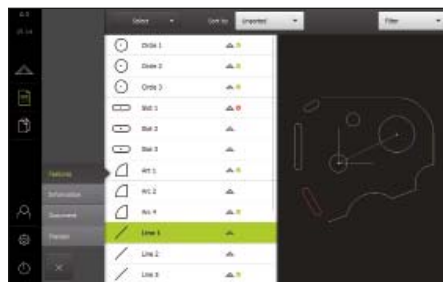 Select
Sort by
Imported
Filter
Circle 1
Circle 2
Circle 3
Slot 1
Slot 2
Slot 3
Features
Arc 1
Information
Arc 2
Document
Arc 4
Line 1
Line 2
Line 3